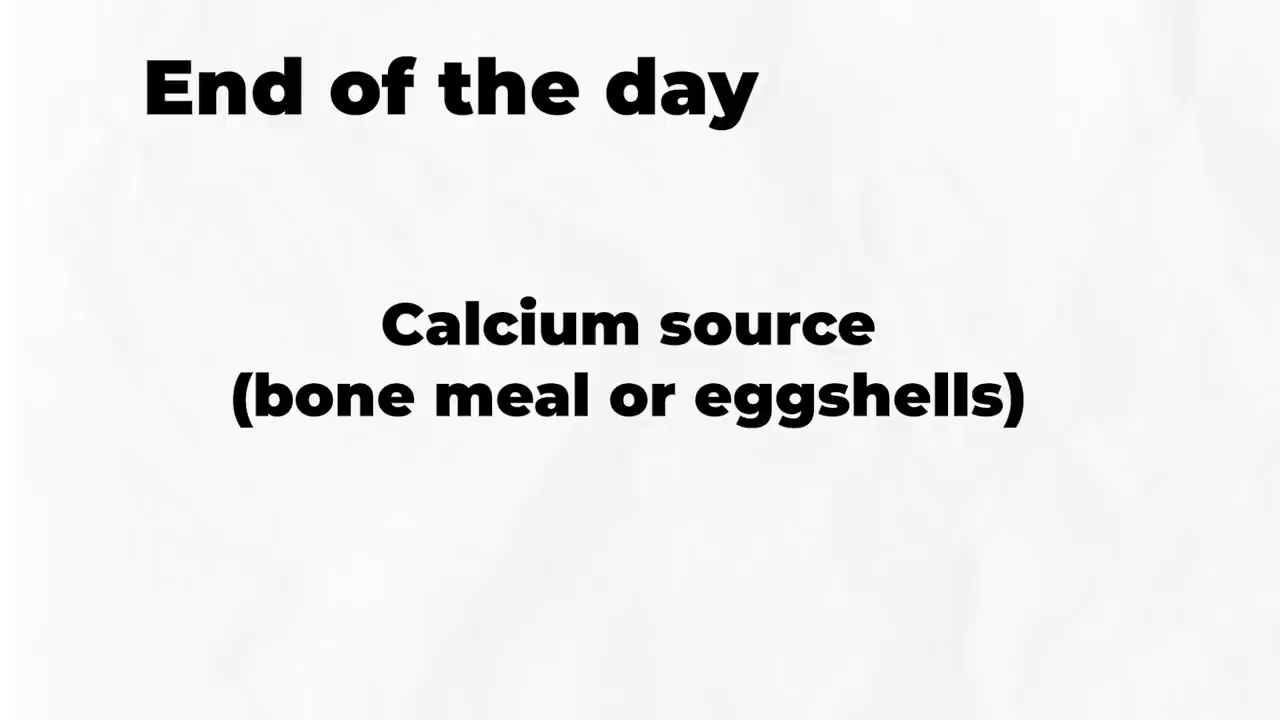 End of the day
Calcium source
(bone meal or eggshells)